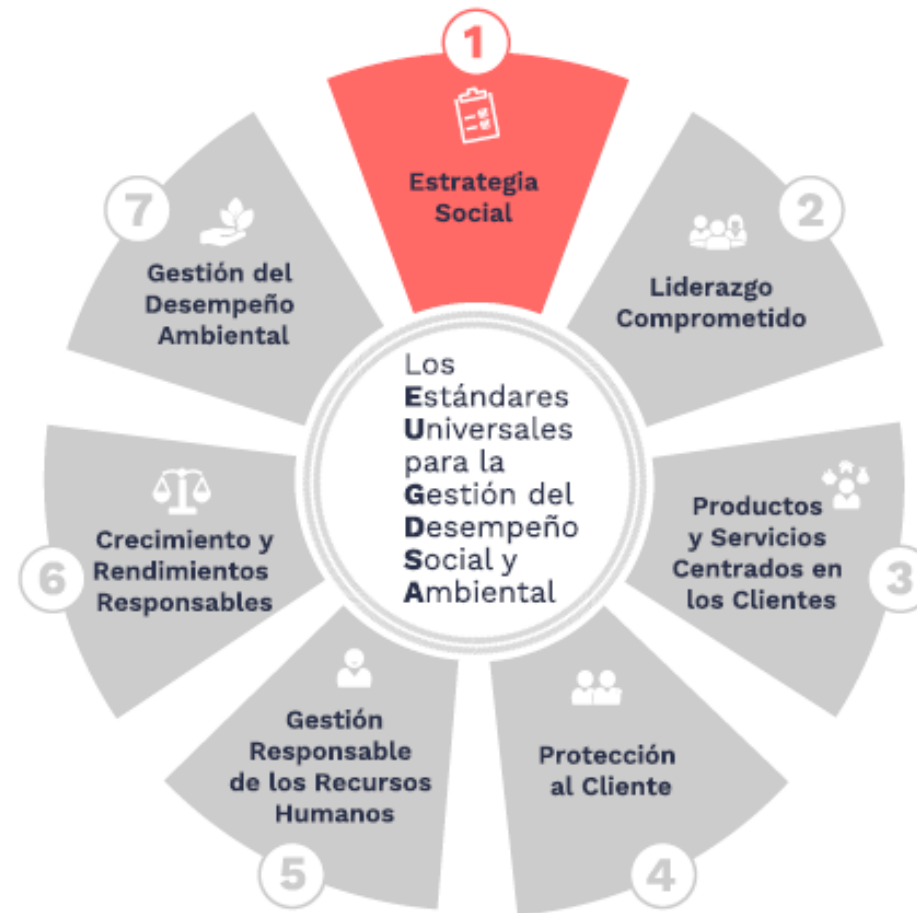 1
Estrategia
Social
2
Liderazgo
Comprometido
3
Productos
y Servicios
Centrados en
los Clientes
4
Protección
al Cliente
5
Gestión
Responsable
de los Recursos
Humanos
6
Crecimiento y
Rendimientos
Responsables
7
Gestión del
Desempeño
Ambiental
Los
Estándares
Universales
para la
Gestión del
Desempeño
Social y
Ambiental